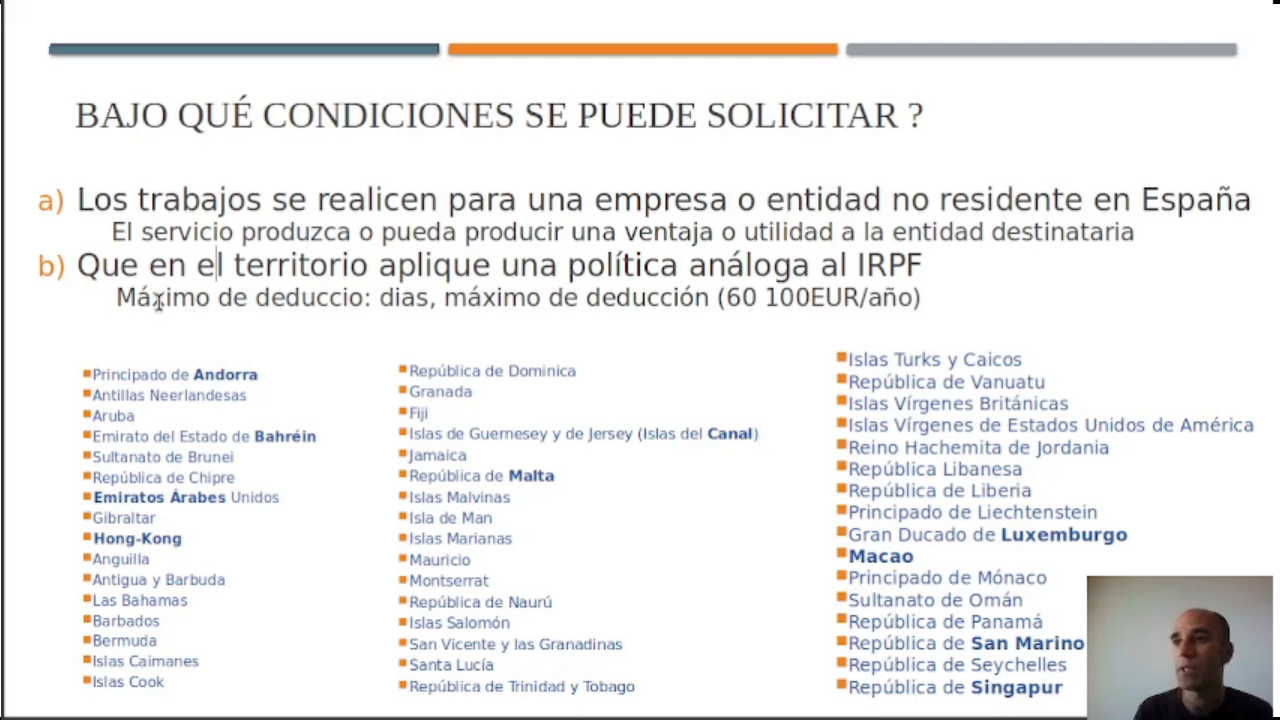 BAJO QUÉ CONDICIONES SE PUEDE SOLICITAR ?
a) Los trabajos se realicen para una empresa o entidad no residente en España
El servicio produzca o pueda producir una ventaja o utilidad a la entidad destinataria
b) Que en el territorio aplique una política análoga al IRPF
Máximo de deduccio: dias, máximo de deducción (60 100EUR/año)
Principado de Andorra
Antillas Neerlandesas
Aruba
Emirato del Estado de Bahréin
Sultanato de Brunei
República de Chipre
Emiratos Árabes Unidos
Gibraltar
Hong-Kong
Anguilla
Antigua y Barbuda
Las Bahamas
Barbados
Bermuda
Islas Caimanes
Islas Cook
República de Dominica
Granada
Fiji
Islas de Guernesey y de Jersey (Islas del Canal)
Jamaica
República de Malta
Islas Malvinas
Isla de Man
Islas Marianas
Mauricio
Montserrat
República de Naurú
Islas Salomón
San Vicente y las Granadinas
Santa Lucía
República de Trinidad y Tobago
Islas Turks y Caicos
República de Vanuatu
Islas Vírgenes Británicas
Islas Vírgenes de Estados Unidos de América
Reino Hachemita de Jordania
República Libanesa
República de Liberia
Principado de Liechtenstein
Gran Ducado de Luxemburgo
Macao
Principado de Mónaco
Sultanato de Omán
República de Panamá
República de San Marino
República de Seychelles
República de Singapur